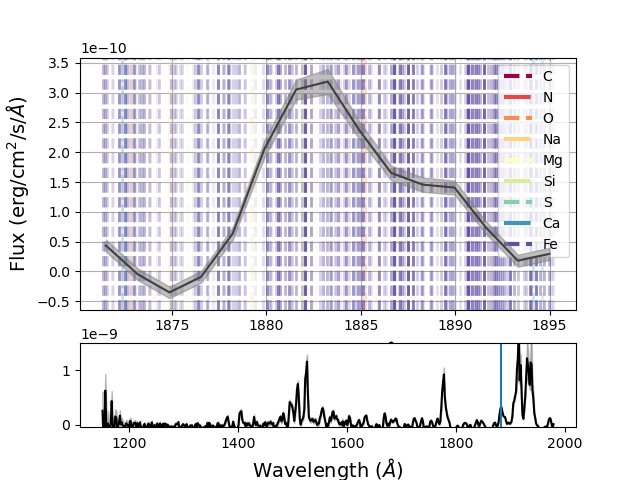 1e−10
3.5
3.0
2.5
2.0
1.5
1.0
0.5
0.0
−0.5
Flux (erg/cm²/s/Å)
C
N
O
Na
Mg
Si
S
Ca
Fe
1875 1880 1885 1890 1895
1e−9
1
0
1200 1400 1600 1800 2000
Wavelength (Å)